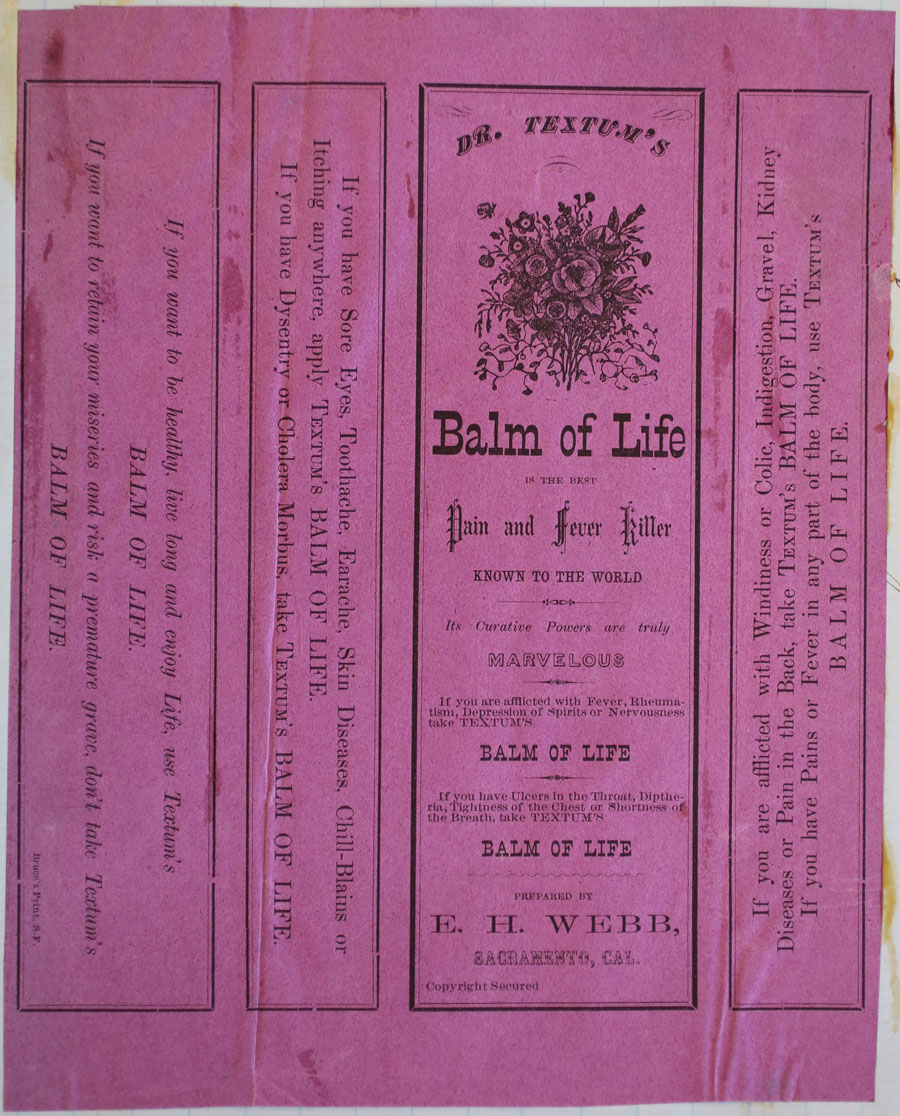 If you want to be healthy, live long and enjoy Life, use Textum's
BALM OF LIFE.
If you want to retain your miseries and risk a premature grave, don't take Textum's
BALM OF LIFE.
Bruce's Print, S.F.
If you have Sore Eyes, Toothache, Earache, Skin Diseases, Chill-Blains or
Itching anywhere, apply TEXTUM'S BALM OF LIFE.
If you have Dysentry or Cholera Morbus, take TEXTUM'S BALM OF LIFE.
DR. TEXTUM'S
Balm of Life
IS THE BEST
Pain and Fever Killer
KNOWN TO THE WORLD
Its Curative Powers are truly
MARVELOUS
If you are afflicted with Fever, Rheuma-
tism, Depression of Spirits or Nervousness
take TEXTUM'S
BALM OF LIFE
If you have Ulcers in the Throat, Dipthe-
ria, Tightness of the Chest or Shortness of
the Breath, take TEXTUM'S
BALM OF LIFE
PREPARED BY
E. H. WEBB,
SACRAMENTO, CAL.
Copyright Secured
If you are afflicted with Windiness or Colic, Indigestion, Gravel, Kidney
Diseases or Pain in the Back, take TEXTUM'S BALM OF LIFE.
If you have Pains or Fever in any part of the body, use TEXTUM'S
BALM OF LIFE.